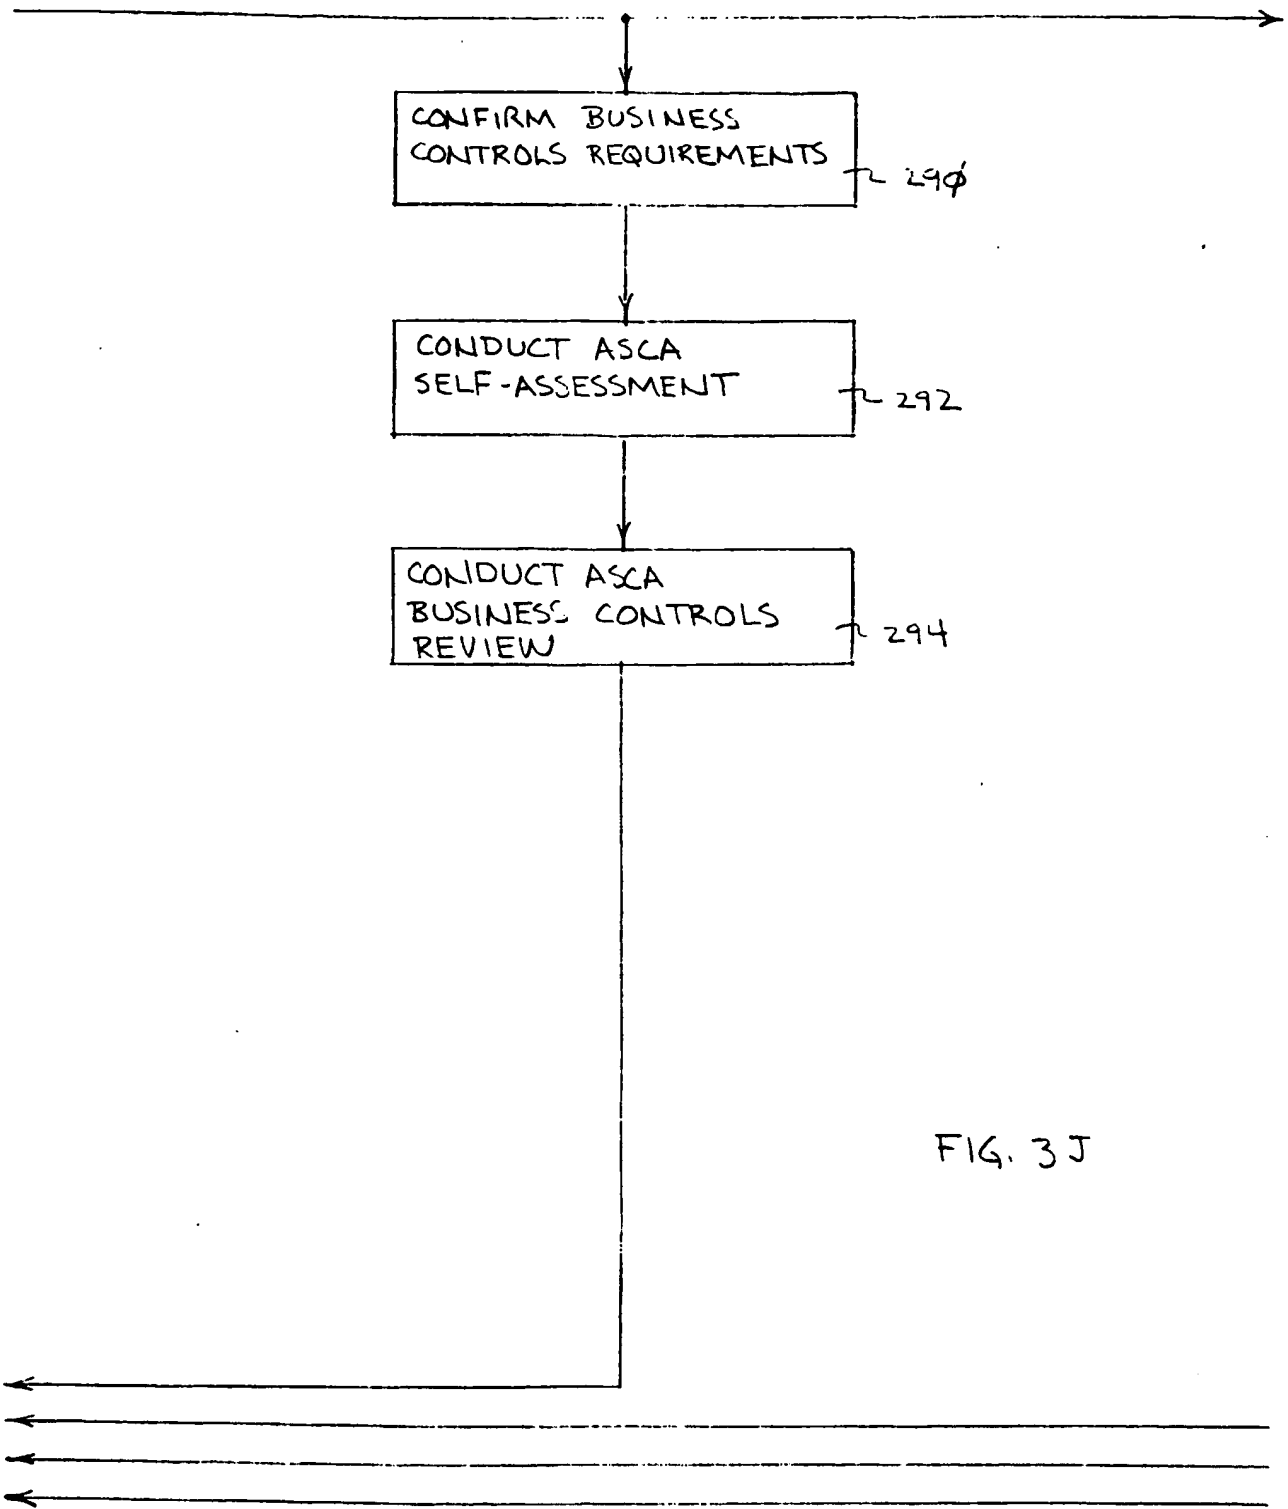 CONFIRM BUSINESS
CONTROLS REQUIREMENTS
290
CONDUCT ASCA
SELF-ASSESSMENT
292
CONDUCT ASCA
BUSINESS CONTROLS
REVIEW
294
FIG. 3J